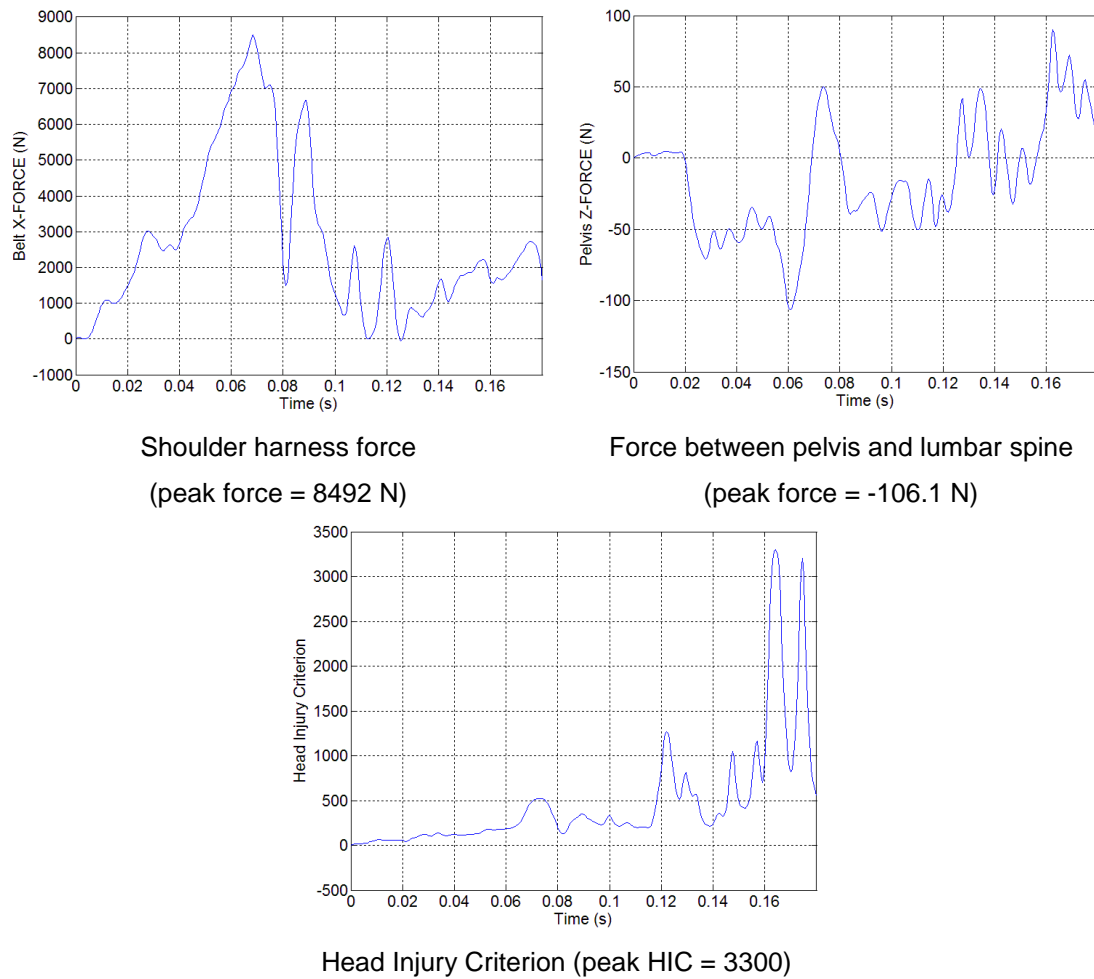 9000
8000
7000
6000
5000
4000
3000
2000
1000
0
-1000
Belt X-FORCE (N)
0 0.02 0.04 0.06 0.08 0.1 0.12 0.14 0.16
Time (s)
Shoulder harness force
(peak force = 8492 N)
100
50
0
-50
-100
-150
Pelvis Z-FORCE (N)
0 0.02 0.04 0.06 0.08 0.1 0.12 0.14 0.16
Time (s)
Force between pelvis and lumbar spine
(peak force = -106.1 N)
3500
3000
2500
2000
1500
1000
500
0
-500
Head Injury Criterion
0 0.02 0.04 0.06 0.08 0.1 0.12 0.14 0.16
Time (s)
Head Injury Criterion (peak HIC = 3300)